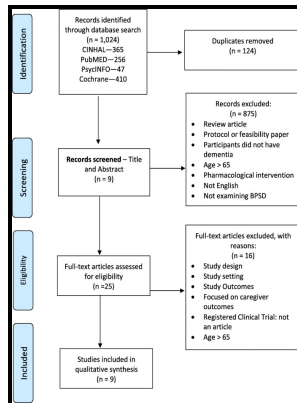 Identification
Records identified
through database search
(n = 1,024)
CINHAL—365
PubMED—256
PsycINFO—47
Cochrane—410
Duplicates removed
(n = 124)
Screening
Records screened – Title
and Abstract
(n = 9)
Records excluded:
(n = 875)
• Review article
• Protocol or feasibility paper
• Participants did not have
dementia
• Age > 65
• Pharmacological intervention
• Not English
• Not examining BPSD
Eligibility
Full-text articles assessed
for eligibility
(n =25)
Full-text articles excluded, with
reasons:
(n = 16)
• Study design
• Study setting
• Study Outcomes
• Focused on caregiver
outcomes
• Registered Clinical Trial: not
an article
• Age > 65
Included
Studies included in
qualitative synthesis
(n = 9)